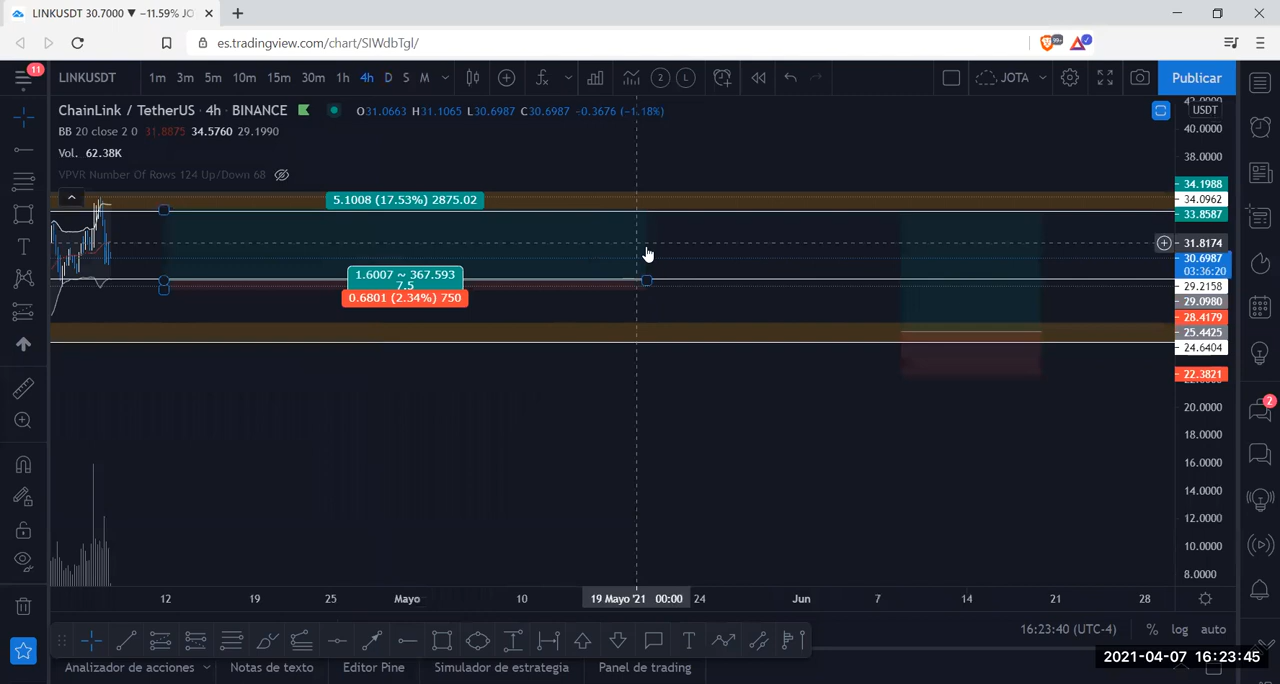 LINKUSDT 30.7000 ▼ −11.59% JO
es.tradingview.com/chart/SIWdbTgl/
99+
11
LINKUSDT 1m 3m 5m 10m 15m 30m 1h 4h D S M 2 L JOTA Publicar
ChainLink / TetherUS · 4h · BINANCE O31.0663 H31.1065 L30.6987 C30.6987 -0.3676 (−1.18%)
BB 20 close 2 0 31.8875 34.5760 29.1990
Vol. 62.38K
VPVR Number Of Rows 124 Up/Down 68
5.1008 (17.53%) 2875.02
1.6007 ~ 367.593
7.5
0.6801 (2.34%) 750
USDT
40.0000
38.0000
34.1988
34.0962
33.8587
31.8174
30.6987
03:36:20
29.2158
29.0980
28.4179
25.4425
24.6404
22.3821
20.0000
18.0000
16.0000
14.0000
12.0000
10.0000
8.0000
2
12 19 25 Mayo 10 19 Mayo '21 00:00 24 Jun 7 14 21 28
16:23:40 (UTC-4) % log auto
Analizador de acciones Notas de texto Editor Pine Simulador de estrategia Panel de trading
2021-04-07 16:23:45